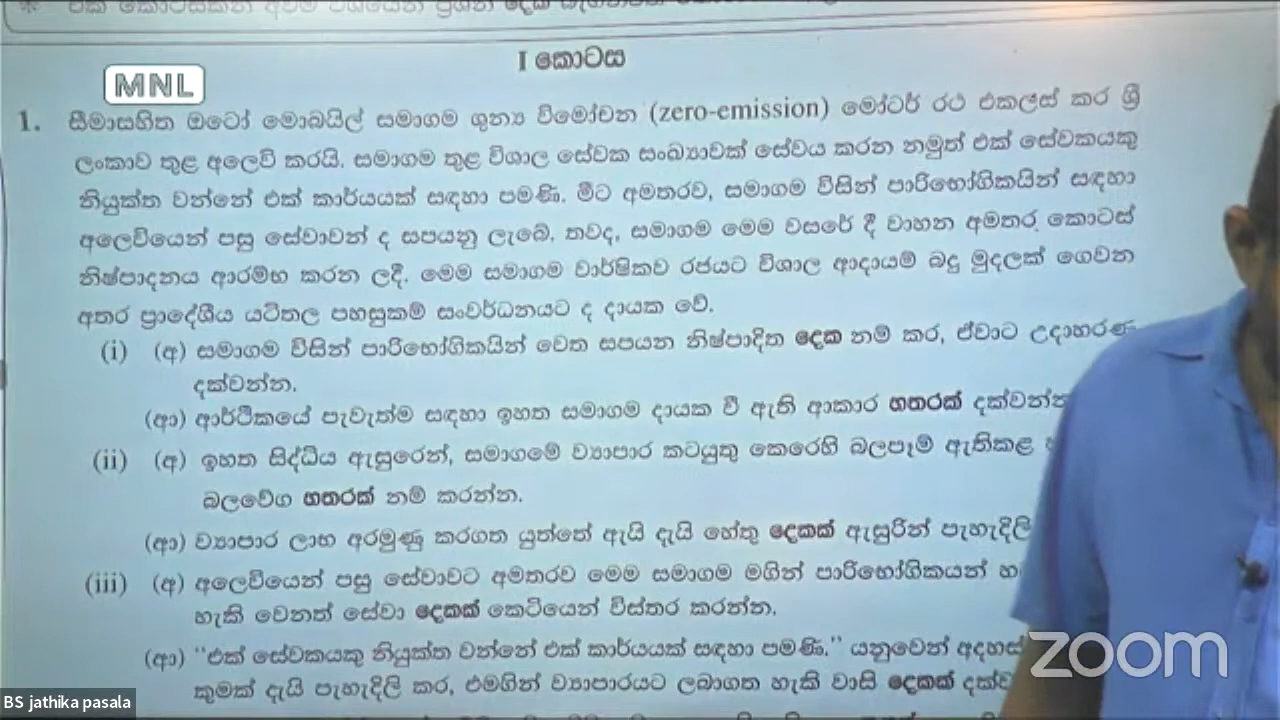 I කොටස
MNL
1. සීමාසහිත ඔටෝ මොබයිල් සමාගම ශුන්‍ය විමෝචන (zero-emission) මෝටර් රථ එකලස් කර ශ්‍රී
ලංකාව තුළ අලෙවි කරයි. සමාගම තුළ විශාල සේවක සංඛ්‍යාවක් සේවය කරන නමුත් එක් සේවකයකු
නියුක්ත වන්නේ එක් කාර්යයක් සඳහා පමණි. මීට අමතරව, සමාගම විසින් පාරිභෝගිකයින් සඳහා
අලෙවියෙන් පසු සේවාවන් ද සපයනු ලැබේ. තවද, සමාගම මෙම වසරේ දී වාහන අමතර කොටස්
නිෂ්පාදනය ආරම්භ කරන ලදී. මෙම සමාගම වාර්ෂිකව රජයට විශාල ආදායම් බදු මුදලක් ගෙවන
අතර ප්‍රාදේශීය යටිතල පහසුකම් සංවර්ධනයට ද දායක වේ.
(i) (අ) සමාගම විසින් පාරිභෝගිකයින් වෙත සපයන නිෂ්පාදිත දෙක නම් කර, ඒවාට උදාහරණ
දක්වන්න.
(ආ) ආර්ථිකයේ පැවැත්ම සඳහා ඉහත සමාගම දායක වී ඇති ආකාර හතරක් දක්වන්න
(ii) (අ) ඉහත සිද්ධිය ඇසුරෙන්, සමාගමේ ව්‍යාපාර කටයුතු කෙරෙහි බලපෑම් ඇතිකළ
බලවේග හතරක් නම් කරන්න.
(ආ) ව්‍යාපාර ලාභ අරමුණු කරගත යුත්තේ ඇයි දැයි හේතු දෙකක් ඇසුරින් පැහැදිලි
(iii) (අ) අලෙවියෙන් පසු සේවාවට අමතරව මෙම සමාගම මගින් පාරිභෝගිකයන්
හැකි වෙනත් සේවා දෙකක් කෙටියෙන් විස්තර කරන්න.
(ආ) "එක් සේවකයකු නියුක්ත වන්නේ එක් කාර්යයක් සඳහා පමණි." යනුවෙන් අදහස්
කුමක් දැයි පැහැදිලි කර, එමගින් ව්‍යාපාරයට ලබාගත හැකි වාසි දෙකක්
zoom
BS jathika pasala